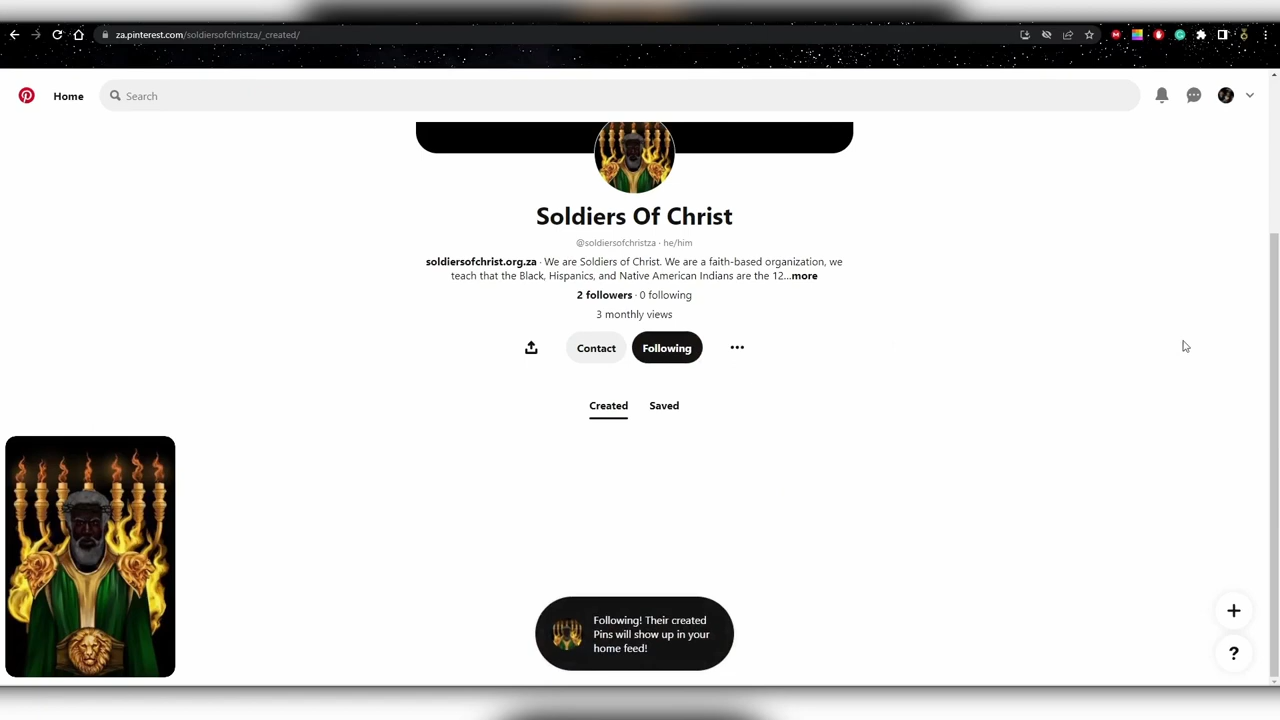 za.pinterest.com/soldiersofchristza/_created/
Home
Search
Soldiers Of Christ
@soldiersofchristza · he/him
soldiersofchrist.org.za · We are Soldiers of Christ. We are a faith-based organization, we
teach that the Black, Hispanics, and Native American Indians are the 12...more
2 followers · 0 following
3 monthly views
Contact
Following
Created
Saved
Following! Their created
Pins will show up in your
home feed!